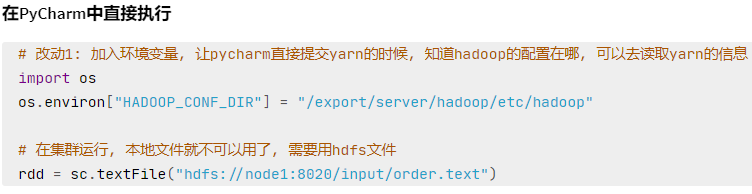 在PyCharm中直接执行
# 改动1: 加入环境变量, 让pycharm直接提交yarn的时候, 知道hadoop的配置在哪, 可以去读取yarn的信息
import os
os.environ["HADOOP_CONF_DIR"] = "/export/server/hadoop/etc/hadoop"
# 在集群运行, 本地文件就不可以用了, 需要用hdfs文件
rdd = sc.textFile("hdfs://node1:8020/input/order.text")